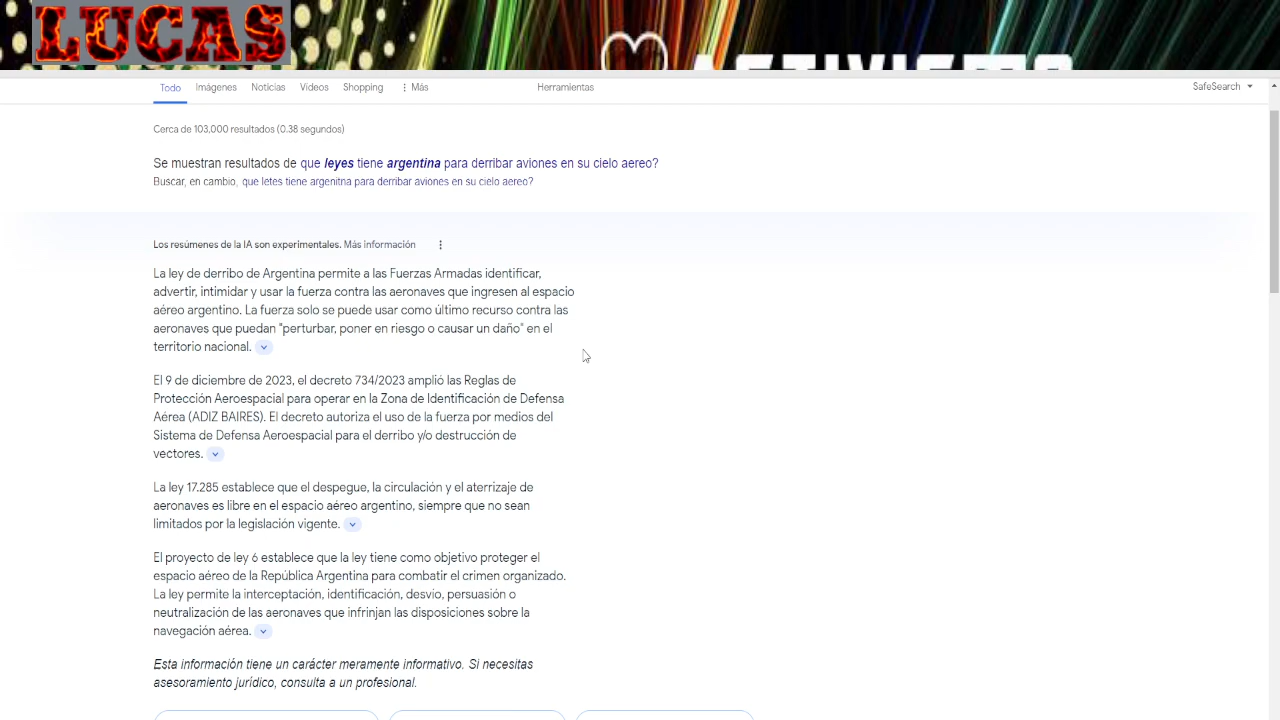 LUCAS
ACTIVISMO
Todo
Imágenes
Noticias
Videos
Shopping
Más
Herramientas
SafeSearch
Cerca de 103,000 resultados (0.38 segundos)
Se muestran resultados de que leyes tiene argentina para derribar aviones en su cielo aereo?
Buscar, en cambio, que letes tiene argenitna para derribar aviones en su cielo aereo?
Los resúmenes de la IA son experimentales. Más información
La ley de derribo de Argentina permite a las Fuerzas Armadas identificar,
advertir, intimidar y usar la fuerza contra las aeronaves que ingresen al espacio
aéreo argentino. La fuerza solo se puede usar como último recurso contra las
aeronaves que puedan "perturbar, poner en riesgo o causar un daño" en el
territorio nacional.
El 9 de diciembre de 2023, el decreto 734/2023 amplió las Reglas de
Protección Aeroespacial para operar en la Zona de Identificación de Defensa
Aérea (ADIZ BAIRES). El decreto autoriza el uso de la fuerza por medios del
Sistema de Defensa Aeroespacial para el derribo y/o destrucción de
vectores.
La ley 17.285 establece que el despegue, la circulación y el aterrizaje de
aeronaves es libre en el espacio aéreo argentino, siempre que no sean
limitados por la legislación vigente.
El proyecto de ley 6 establece que la ley tiene como objetivo proteger el
espacio aéreo de la República Argentina para combatir el crimen organizado.
La ley permite la interceptación, identificación, desvío, persuasión o
neutralización de las aeronaves que infrinjan las disposiciones sobre la
navegación aérea.
Esta información tiene un carácter meramente informativo. Si necesitas
asesoramiento jurídico, consulta a un profesional.